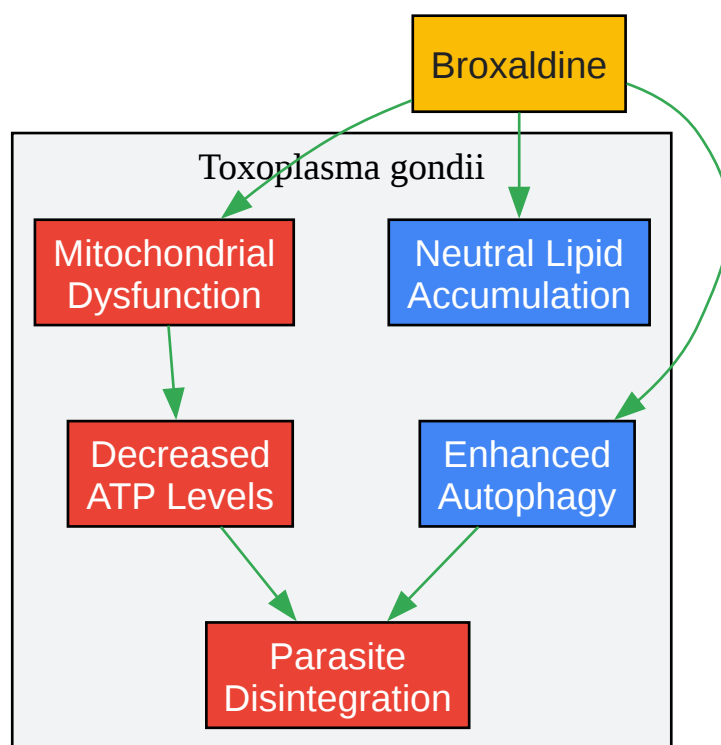 Broxaldine
Toxoplasma gondii
Mitochondrial
Dysfunction
Neutral Lipid
Accumulation
Decreased
ATP Levels
Enhanced
Autophagy
Parasite
Disintegration